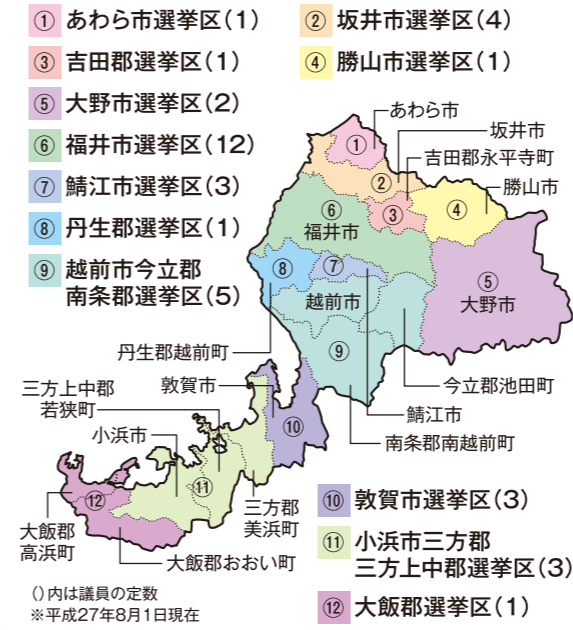 ① あわら市選挙区(1)
② 坂井市選挙区(4)
③ 吉田郡選挙区(1)
④ 勝山市選挙区(1)
⑤ 大野市選挙区(2)
⑥ 福井市選挙区(12)
⑦ 鯖江市選挙区(3)
⑧ 丹生郡選挙区(1)
⑨ 越前市今立郡
南条郡選挙区(5)
あわら市
坂井市
吉田郡永平寺町
勝山市
①
②
③
④
⑥
福井市
⑤
大野市
⑧
⑦
越前市
⑨
丹生郡越前町
今立郡池田町
鯖江市
南条郡南越前町
三方上中郡
若狭町
敦賀市
小浜市
⑩
⑪
⑫
三方郡
美浜町
大飯郡
高浜町
大飯郡おおい町
⑩ 敦賀市選挙区(3)
⑪ 小浜市三方郡
三方上中郡選挙区(3)
⑫ 大飯郡選挙区(1)
()内は議員の定数
※平成27年8月1日現在